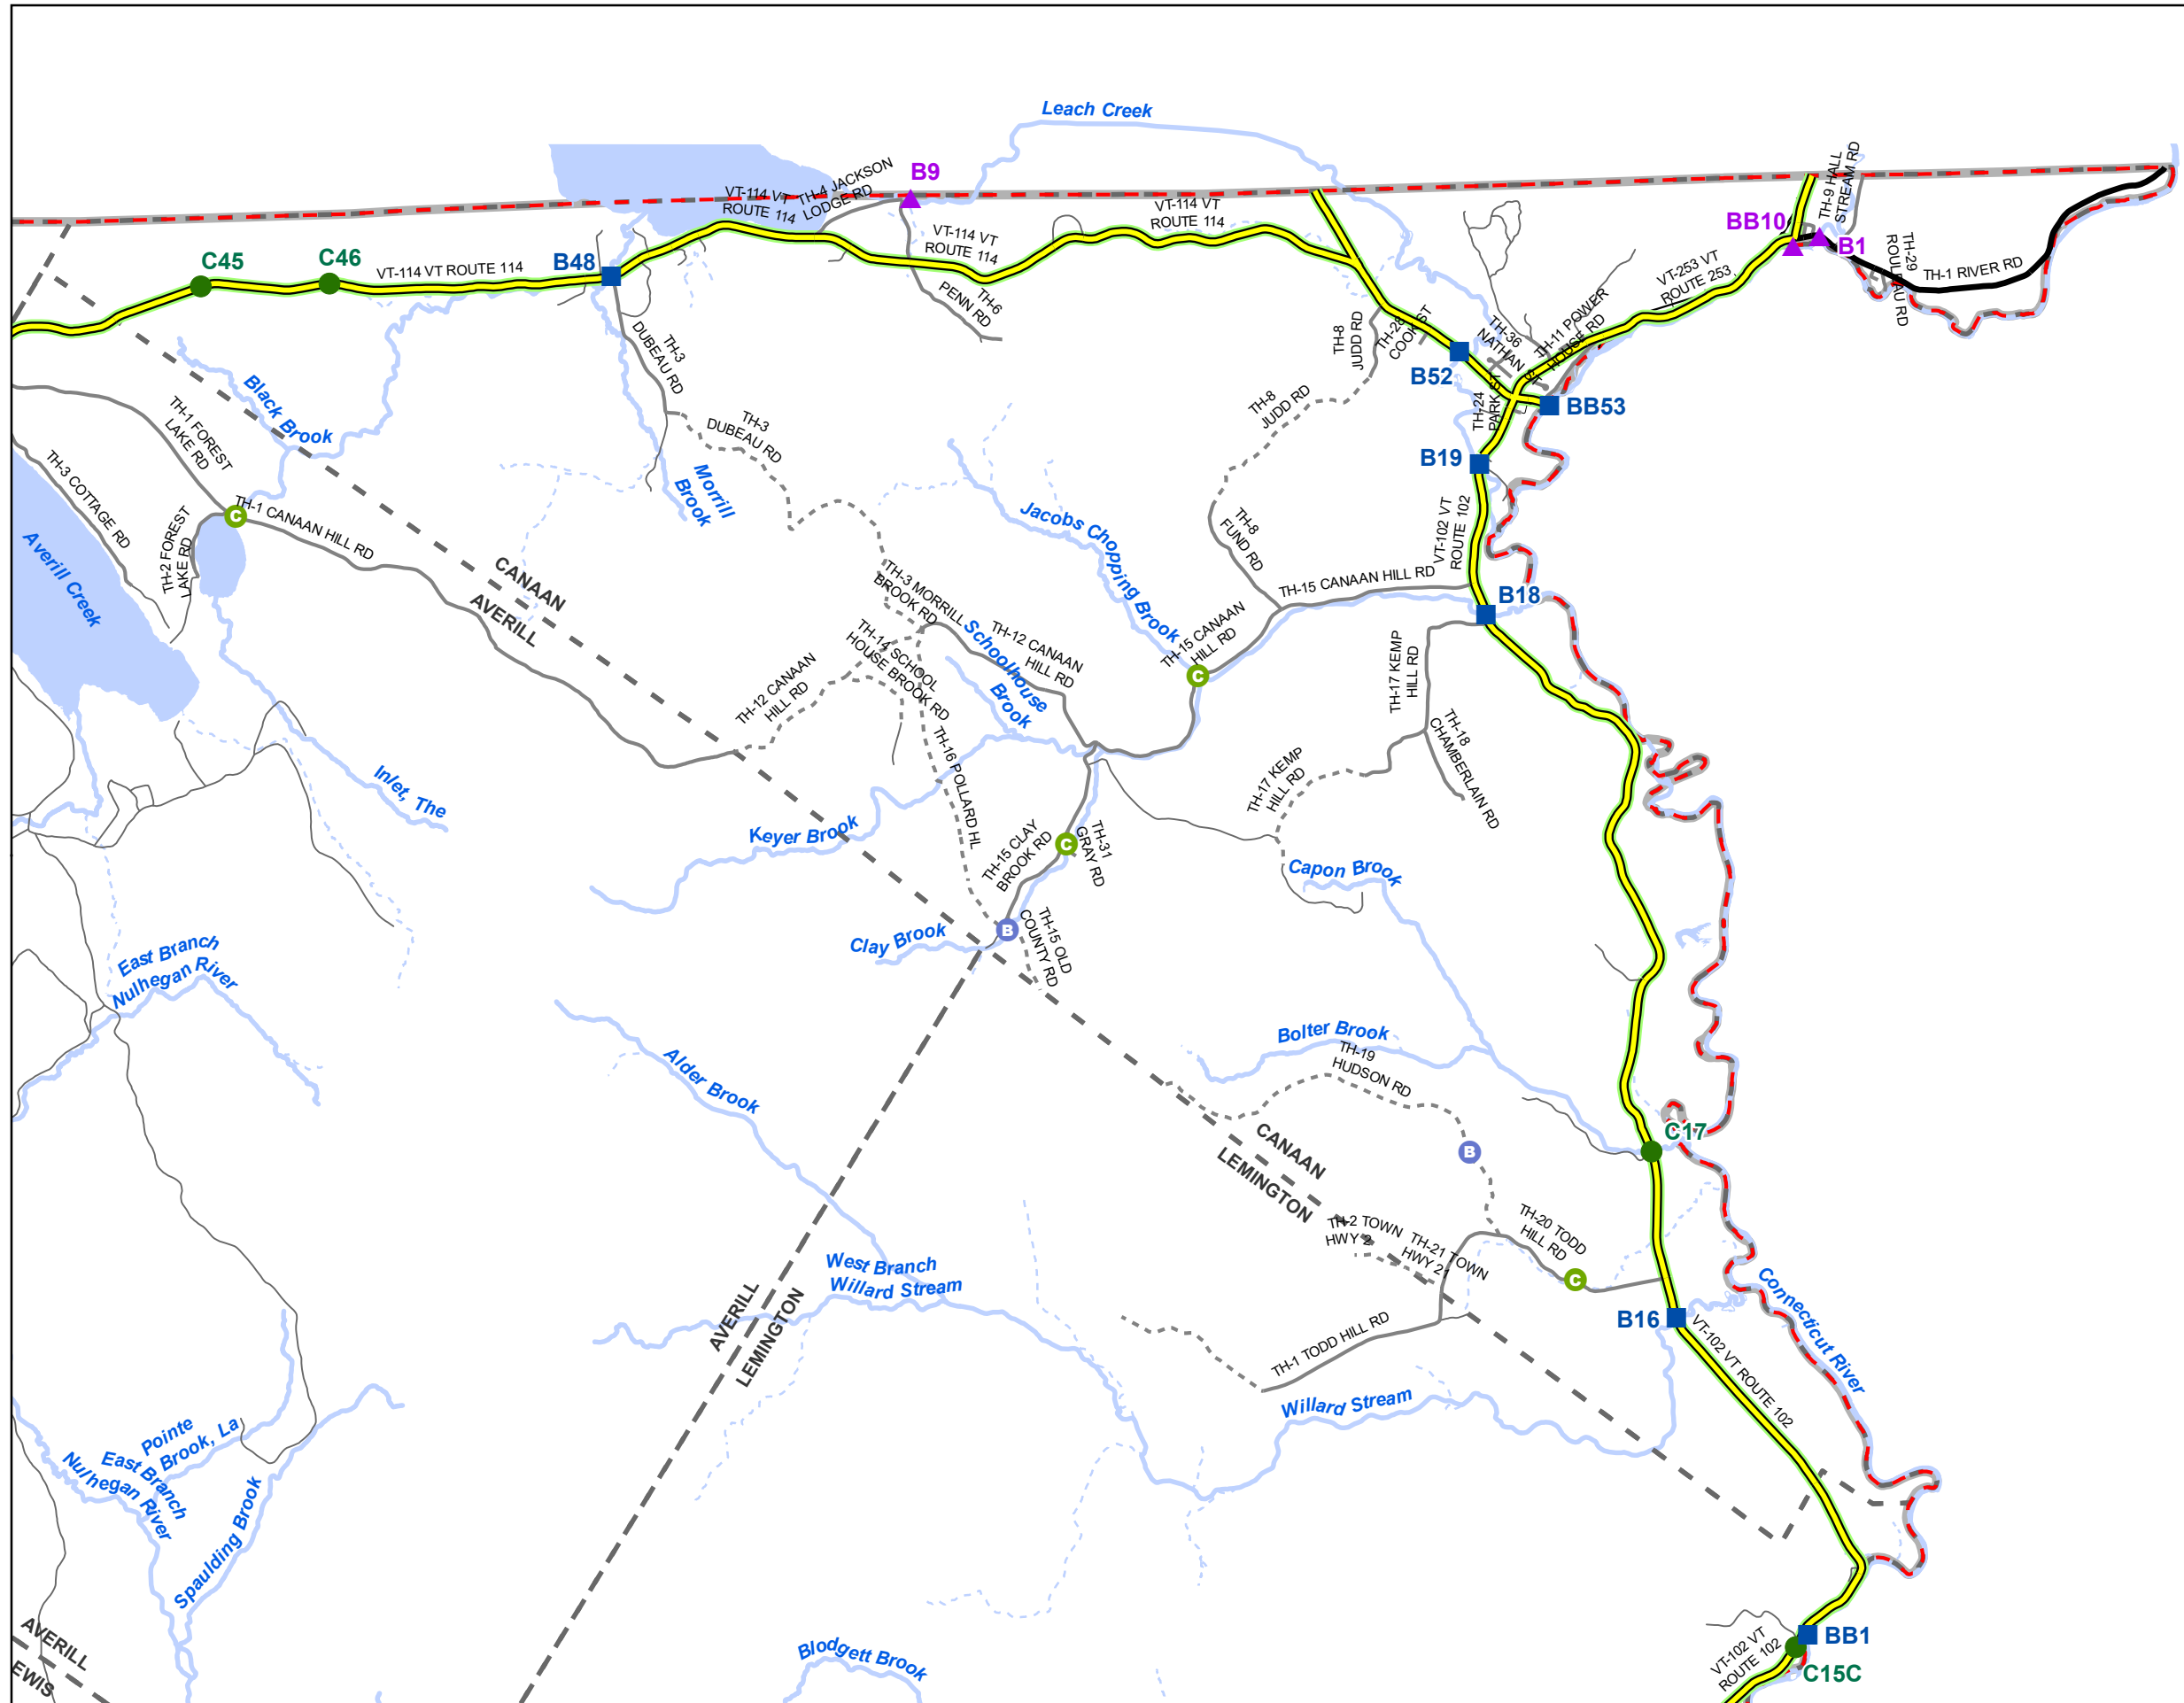 Leach Creek
B9
VT-114 VT
ROUTE 114
TH-4 JACKSON
LODGE RD
VT-114 VT
ROUTE 114
VT-114 VT
ROUTE 114
TH-9 HALL
STREAM RD
BB10
B1
TH-29
ROULEAU RD
TH-1 RIVER RD
VT-253 VT
ROUTE 253
C45
C46
VT-114 VT ROUTE 114
B48
TH-6
PENN RD
TH-3
DUBEAU RD
TH-8
JUDD RD
TH-28
COOK ST
TH-36
NATHAN ST
TH-11 POWER
HOUSE RD
B52
BB53
TH-24
PARK ST
B19
Black Brook
TH-1 FOREST
LAKE RD
TH-3
DUBEAU RD
TH-8
JUDD RD
TH-3 COTTAGE RD
Morrill
Brook
C
TH-1 CANAAN HILL RD
TH-2 FOREST
LAKE RD
Averill Creek
Jacobs Chopping Brook
TH-8
FUND RD
VT-102 VT
ROUTE 102
CANAAN
AVERILL
TH-3 MORRILL
BROOK RD
TH-15 CANAAN HILL RD
B18
TH-12 CANAAN
HILL RD
Schoolhouse
Brook
TH-14 SCHOOL
HOUSE BROOK RD
TH-15 CANAAN
HILL RD
C
TH-12 CANAAN
HILL RD
TH-17 KEMP
HILL RD
TH-18
CHAMBERLAIN RD
TH-16 POLLARD HL
TH-17 KEMP
HILL RD
Inlet, The
Keyer Brook
TH-15 CLAY
BROOK RD
C
TH-31
GRAY RD
Capon Brook
Clay Brook
B
TH-15 OLD
COUNTY RD
East Branch
Nulhegan River
Bolter Brook
TH-19
HUDSON RD
Alder Brook
C17
CANAAN
LEMINGTON
B
TH-2 TOWN
HWY 2
TH-21 TOWN
HWY 21
TH-20 TODD
HILL RD
C
West Branch
Willard Stream
AVERILL
LEMINGTON
Connecticut River
B16
VT-102 VT ROUTE 102
TH-1 TODD HILL RD
Willard Stream
Pointe
Brook, La
East Branch
Nulhegan River
Spaulding Brook
AVERILL
EWIS
Blodgett Brook
BB1
VT-102 VT
ROUTE 102
C15C